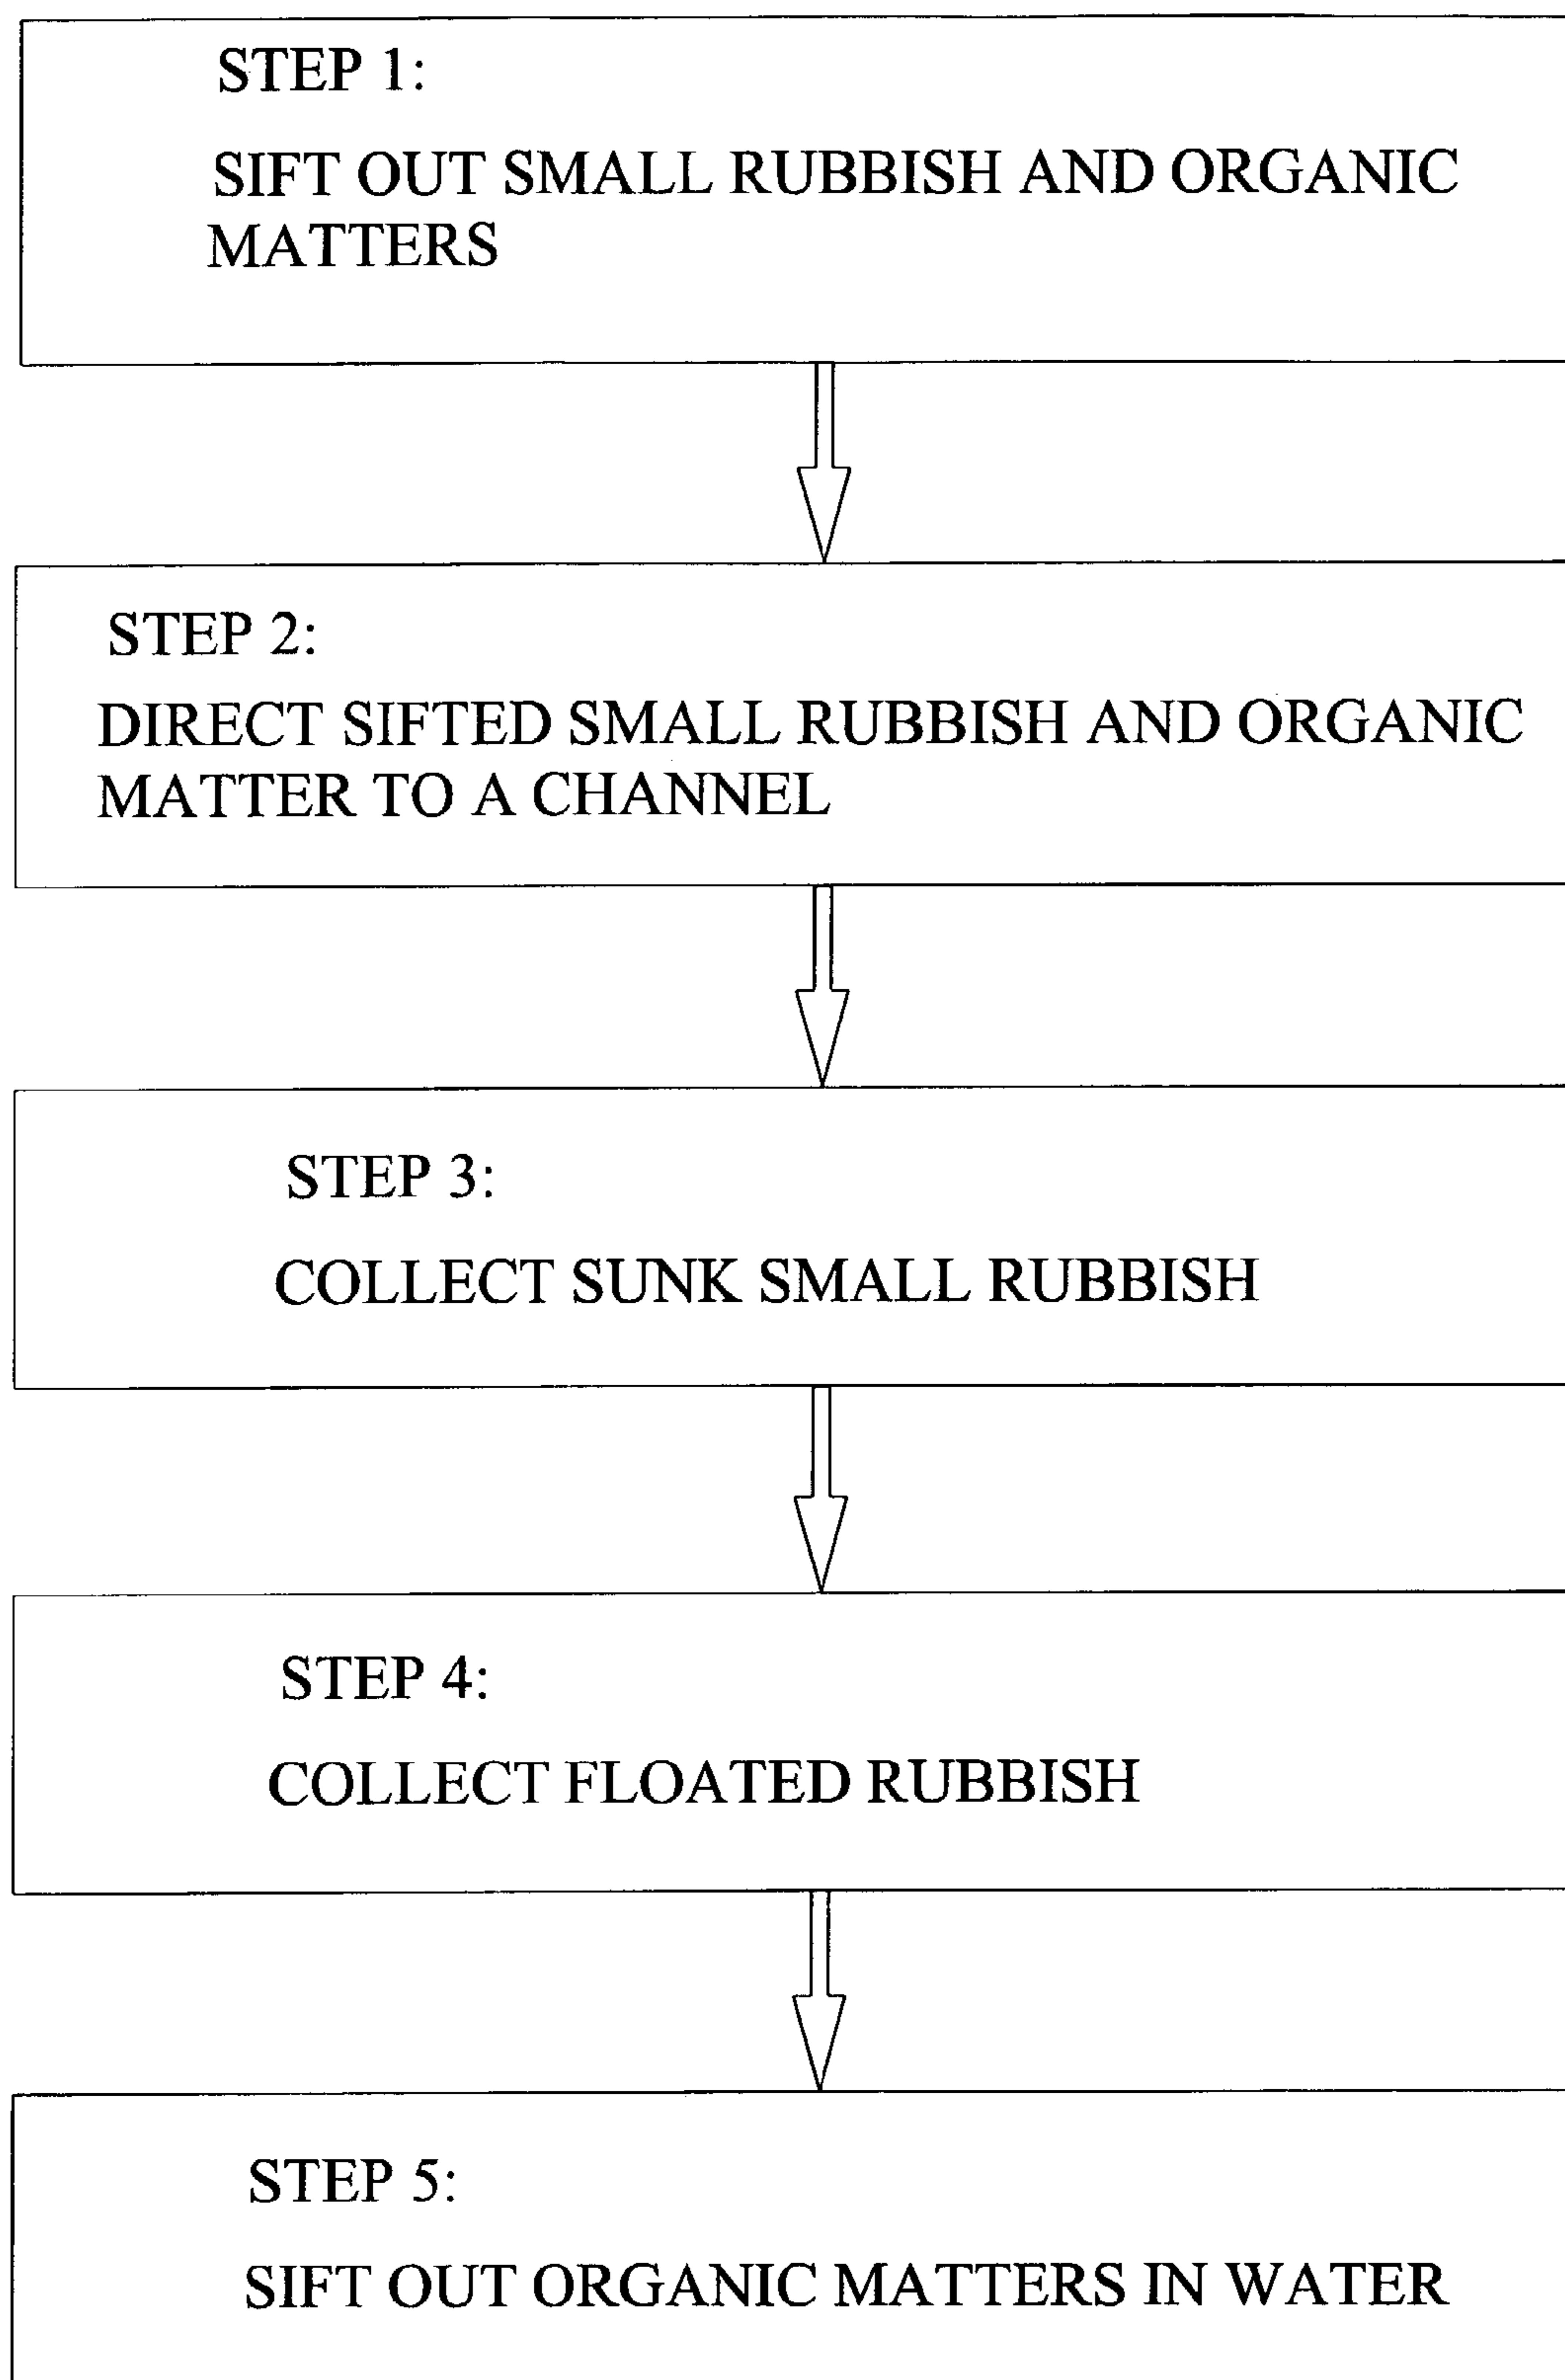 STEP 1:
SIFT OUT SMALL RUBBISH AND ORGANIC
MATTERS
STEP 2:
DIRECT SIFTED SMALL RUBBISH AND ORGANIC
MATTER TO A CHANNEL
STEP 3:
COLLECT SUNK SMALL RUBBISH
STEP 4:
COLLECT FLOATED RUBBISH
STEP 5:
SIFT OUT ORGANIC MATTERS IN WATER